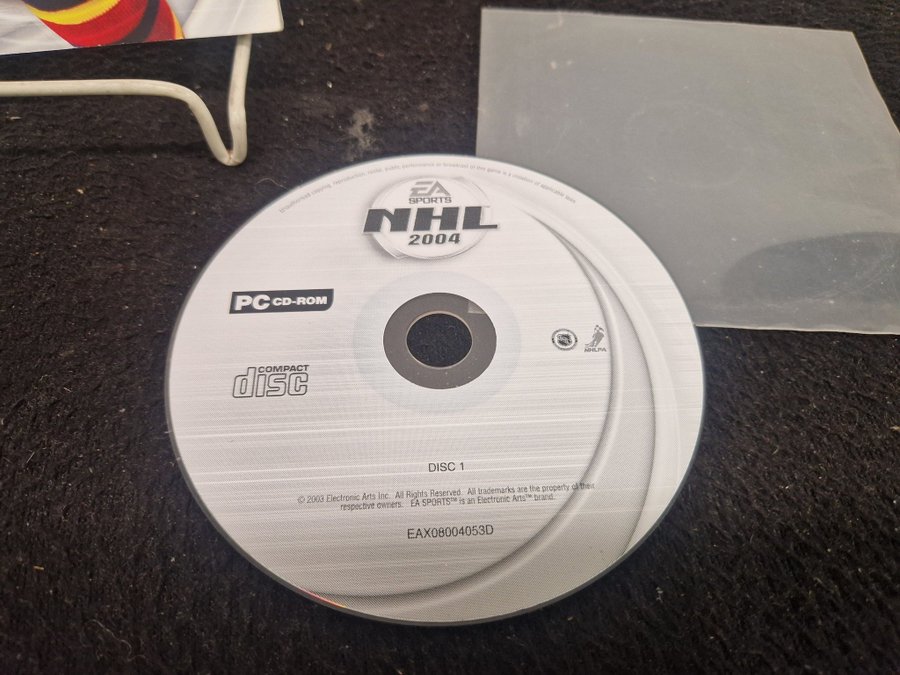 Unauthorised copying, reproduction, rental, public performance or broadcast of this game is a violation of applicable laws.
EA
SPORTS
NHL
2004
PC CD-ROM
NHL
NHLPA
COMPACT
disc
DISC 1
© 2003 Electronic Arts Inc. All Rights Reserved. All trademarks are the property of their
respective owners. EA SPORTS™ is an Electronic Arts™ brand.
EAX08004053D